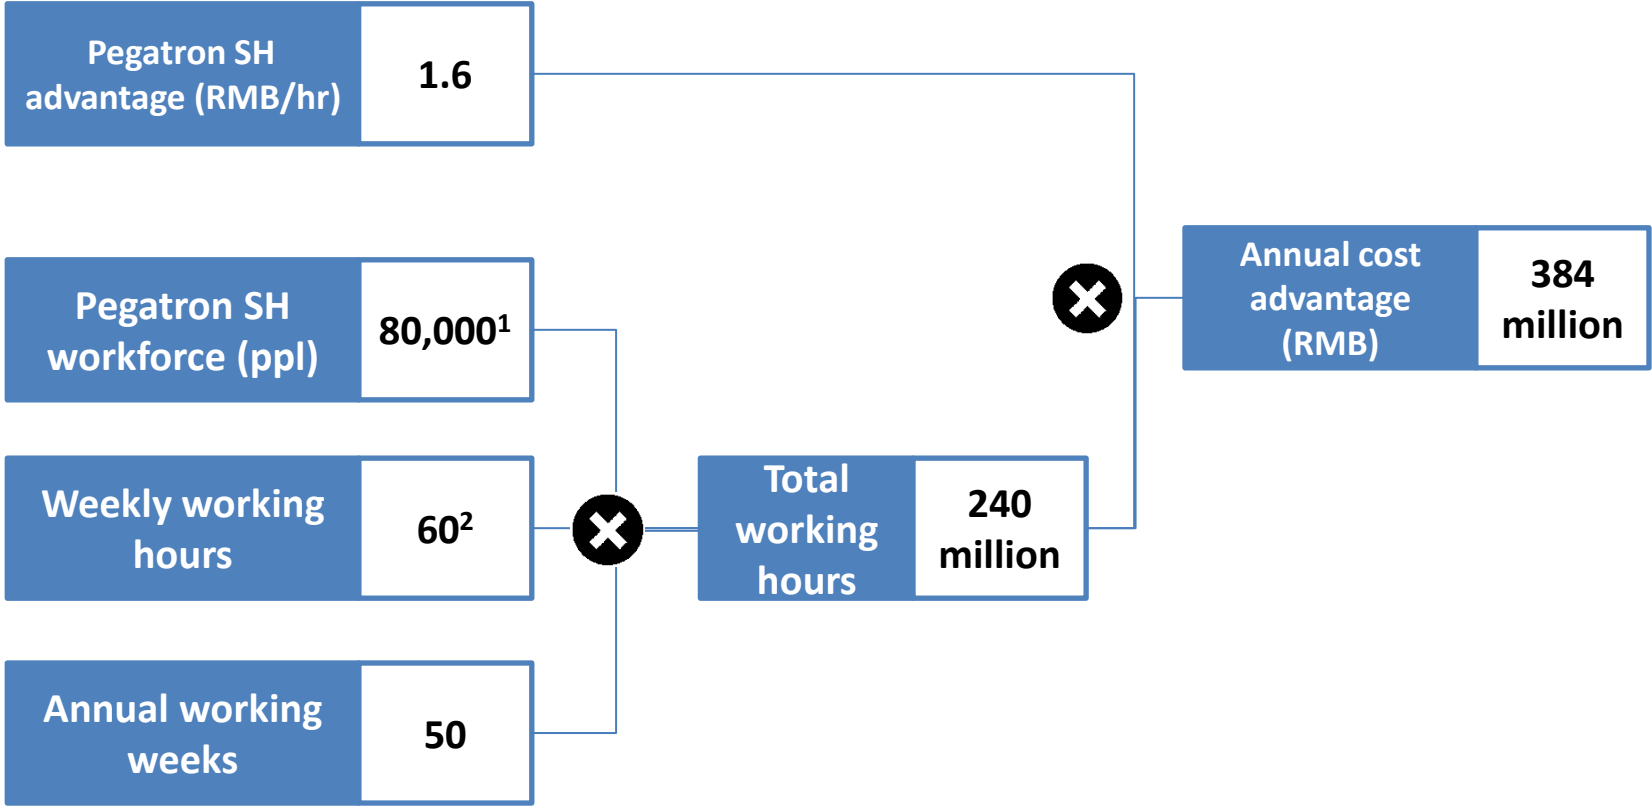 Pegatron SH
advantage (RMB/hr)
1.6
Pegatron SH
workforce (ppl)
80,000¹
Weekly working
hours
60²
Annual working
weeks
50
Total
working
hours
240
million
Annual cost
advantage
(RMB)
384
million